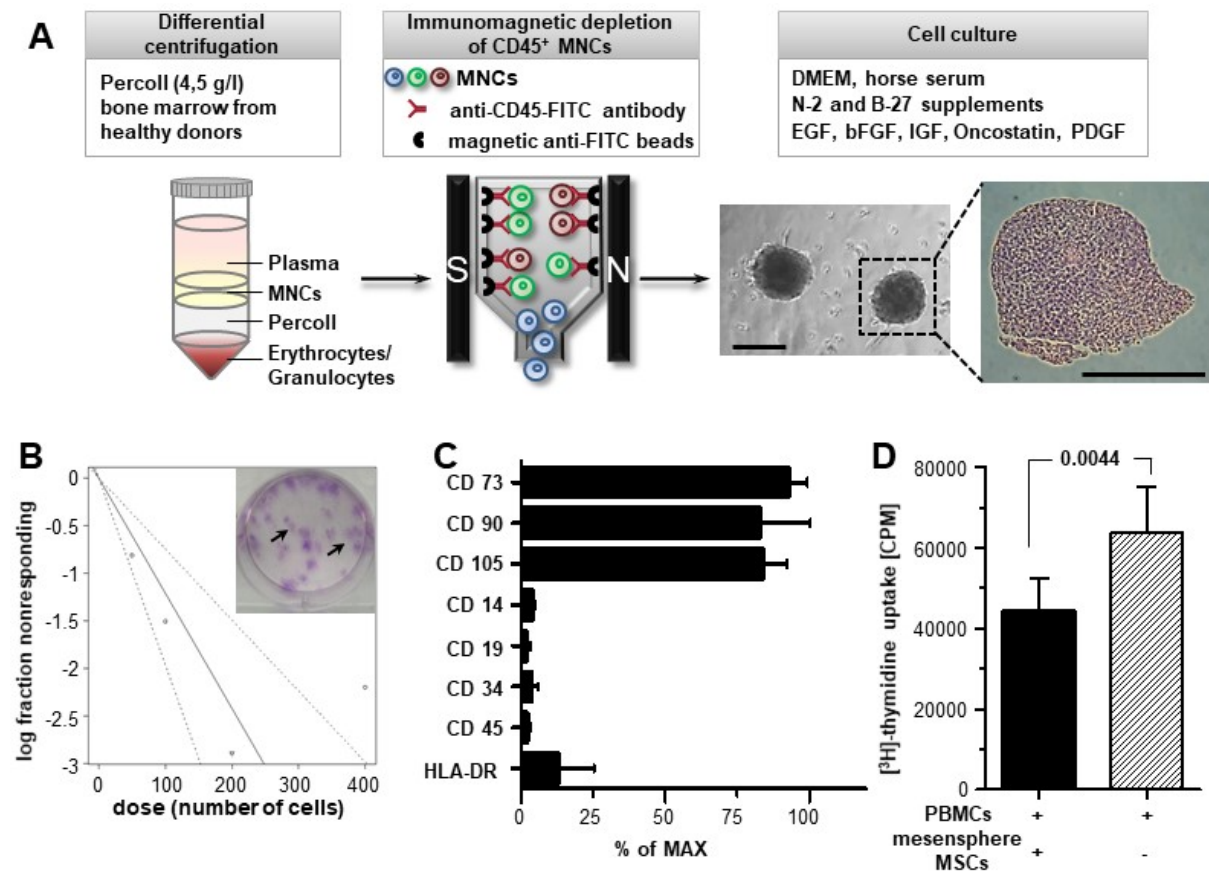 A
Differential
centrifugation
Percoll (4,5 g/l)
bone marrow from
healthy donors
Immunomagnetic depletion
of CD45⁺ MNCs
MNCs
anti-CD45-FITC antibody
magnetic anti-FITC beads
Cell culture
DMEM, horse serum
N-2 and B-27 supplements
EGF, bFGF, IGF, Oncostatin, PDGF
Plasma
MNCs
Percoll
Erythrocytes/
Granulocytes
S
N
B
log fraction nonresponding
0
-0.5
-1
-1.5
-2
-2.5
-3
0 100 200 300 400
dose (number of cells)
C
CD 73
CD 90
CD 105
CD 14
CD 19
CD 34
CD 45
HLA-DR
0 25 50 75 100
% of MAX
D
0.0044
[³H]-thymidine uptake [CPM]
80000
60000
40000
20000
0
PBMCs + +
mesensphere
MSCs + -